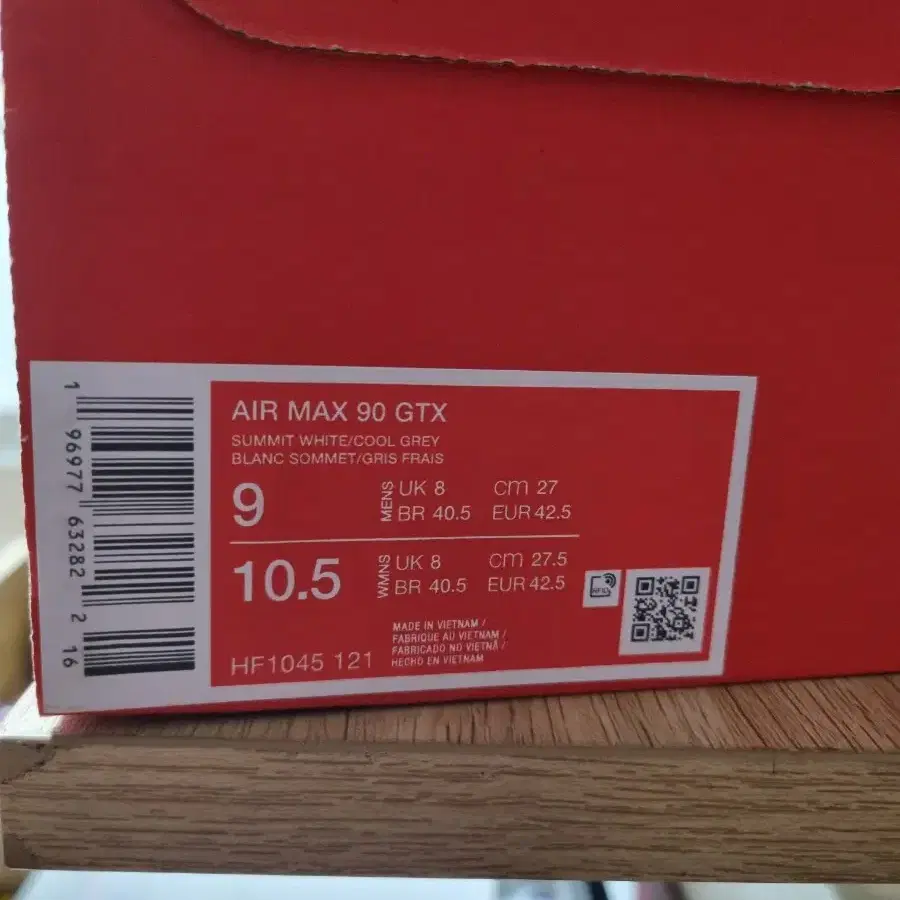 1
96977
63282
2
16
AIR MAX 90 GTX
SUMMIT WHITE/COOL GREY
BLANC SOMMET/GRIS FRAIS
9
MENS
UK 8 cm 27
BR 40.5 EUR 42.5
10.5
WMNS
UK 8 cm 27.5
BR 40.5 EUR 42.5
MADE IN VIETNAM /
FABRIQUE AU VIETNAM /
FABRICADO NO VIETNÃ /
HECHO EN VIETNAM
HF1045 121